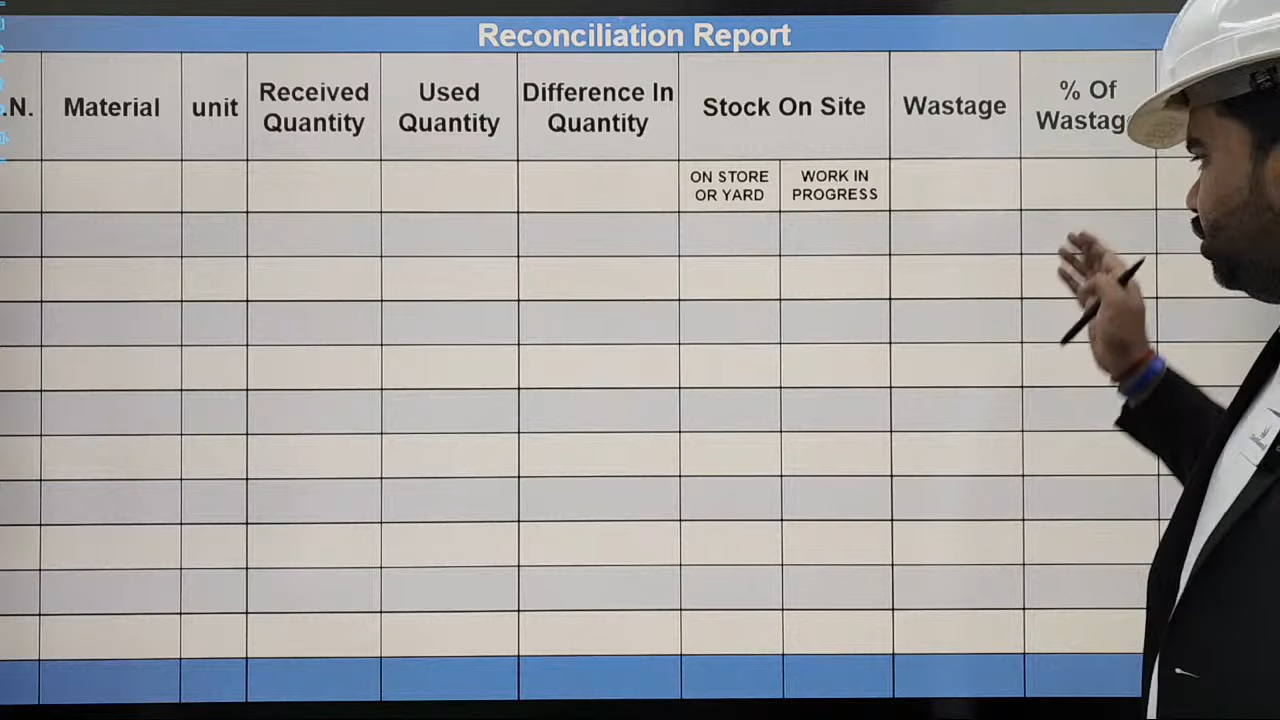 Reconciliation Report
.N.
Material
unit
Received
Quantity
Used
Quantity
Difference In
Quantity
Stock On Site
Wastage
% Of
Wastag
ON STORE
OR YARD
WORK IN
PROGRESS